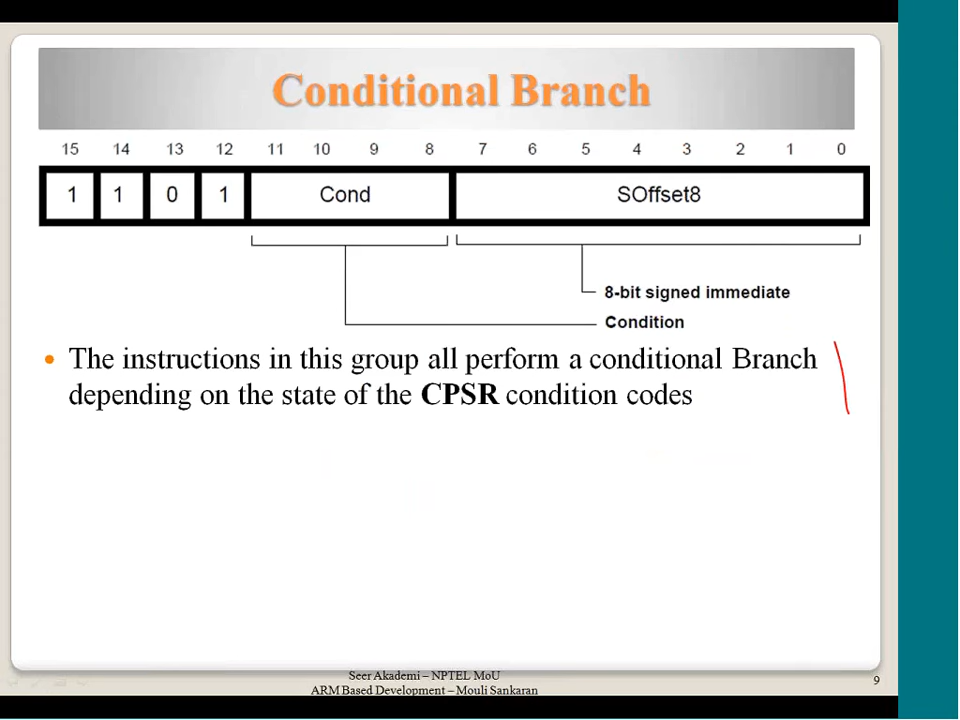 Conditional Branch
15 14 13 12 11 10 9 8 7 6 5 4 3 2 1 0
1 1 0 1 Cond SOffset8
8-bit signed immediate
Condition
• The instructions in this group all perform a conditional Branch
depending on the state of the CPSR condition codes
Seer Akademi – NPTEL MoU
ARM Based Development – Mouli Sankaran
9